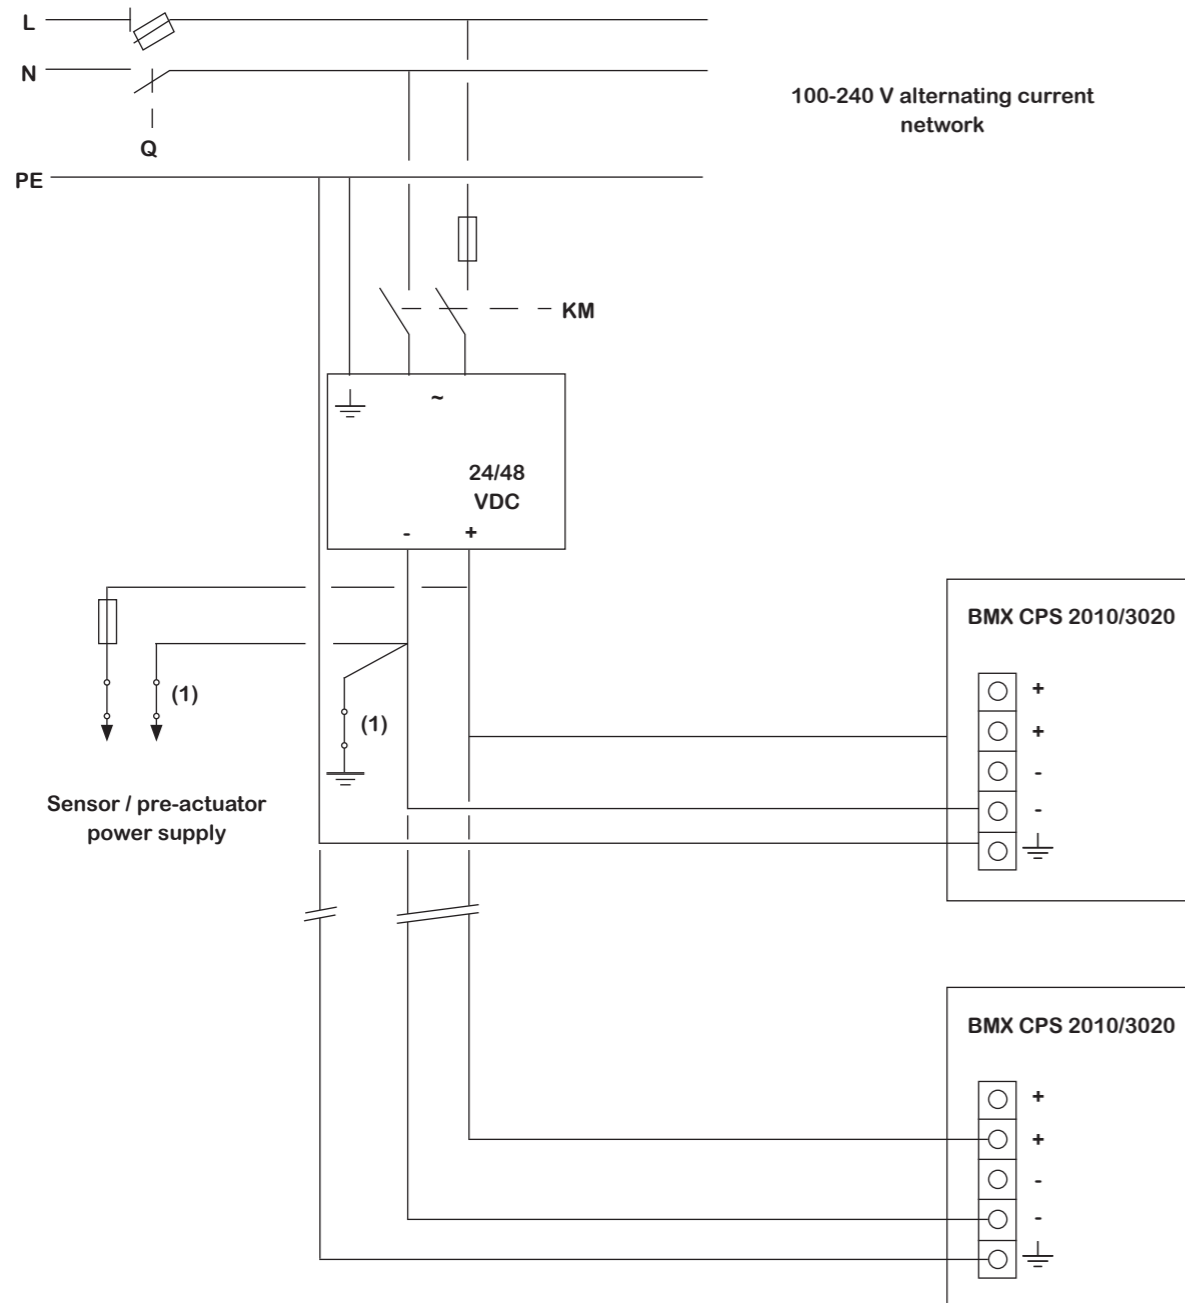 L
N
100-240 V alternating current
network
Q
PE
KM
~
24/48
VDC
- +
BMX CPS 2010/3020
+
(1)
+
(1)
-
Sensor / pre-actuator
power supply
-
BMX CPS 2010/3020
+
+
-
-